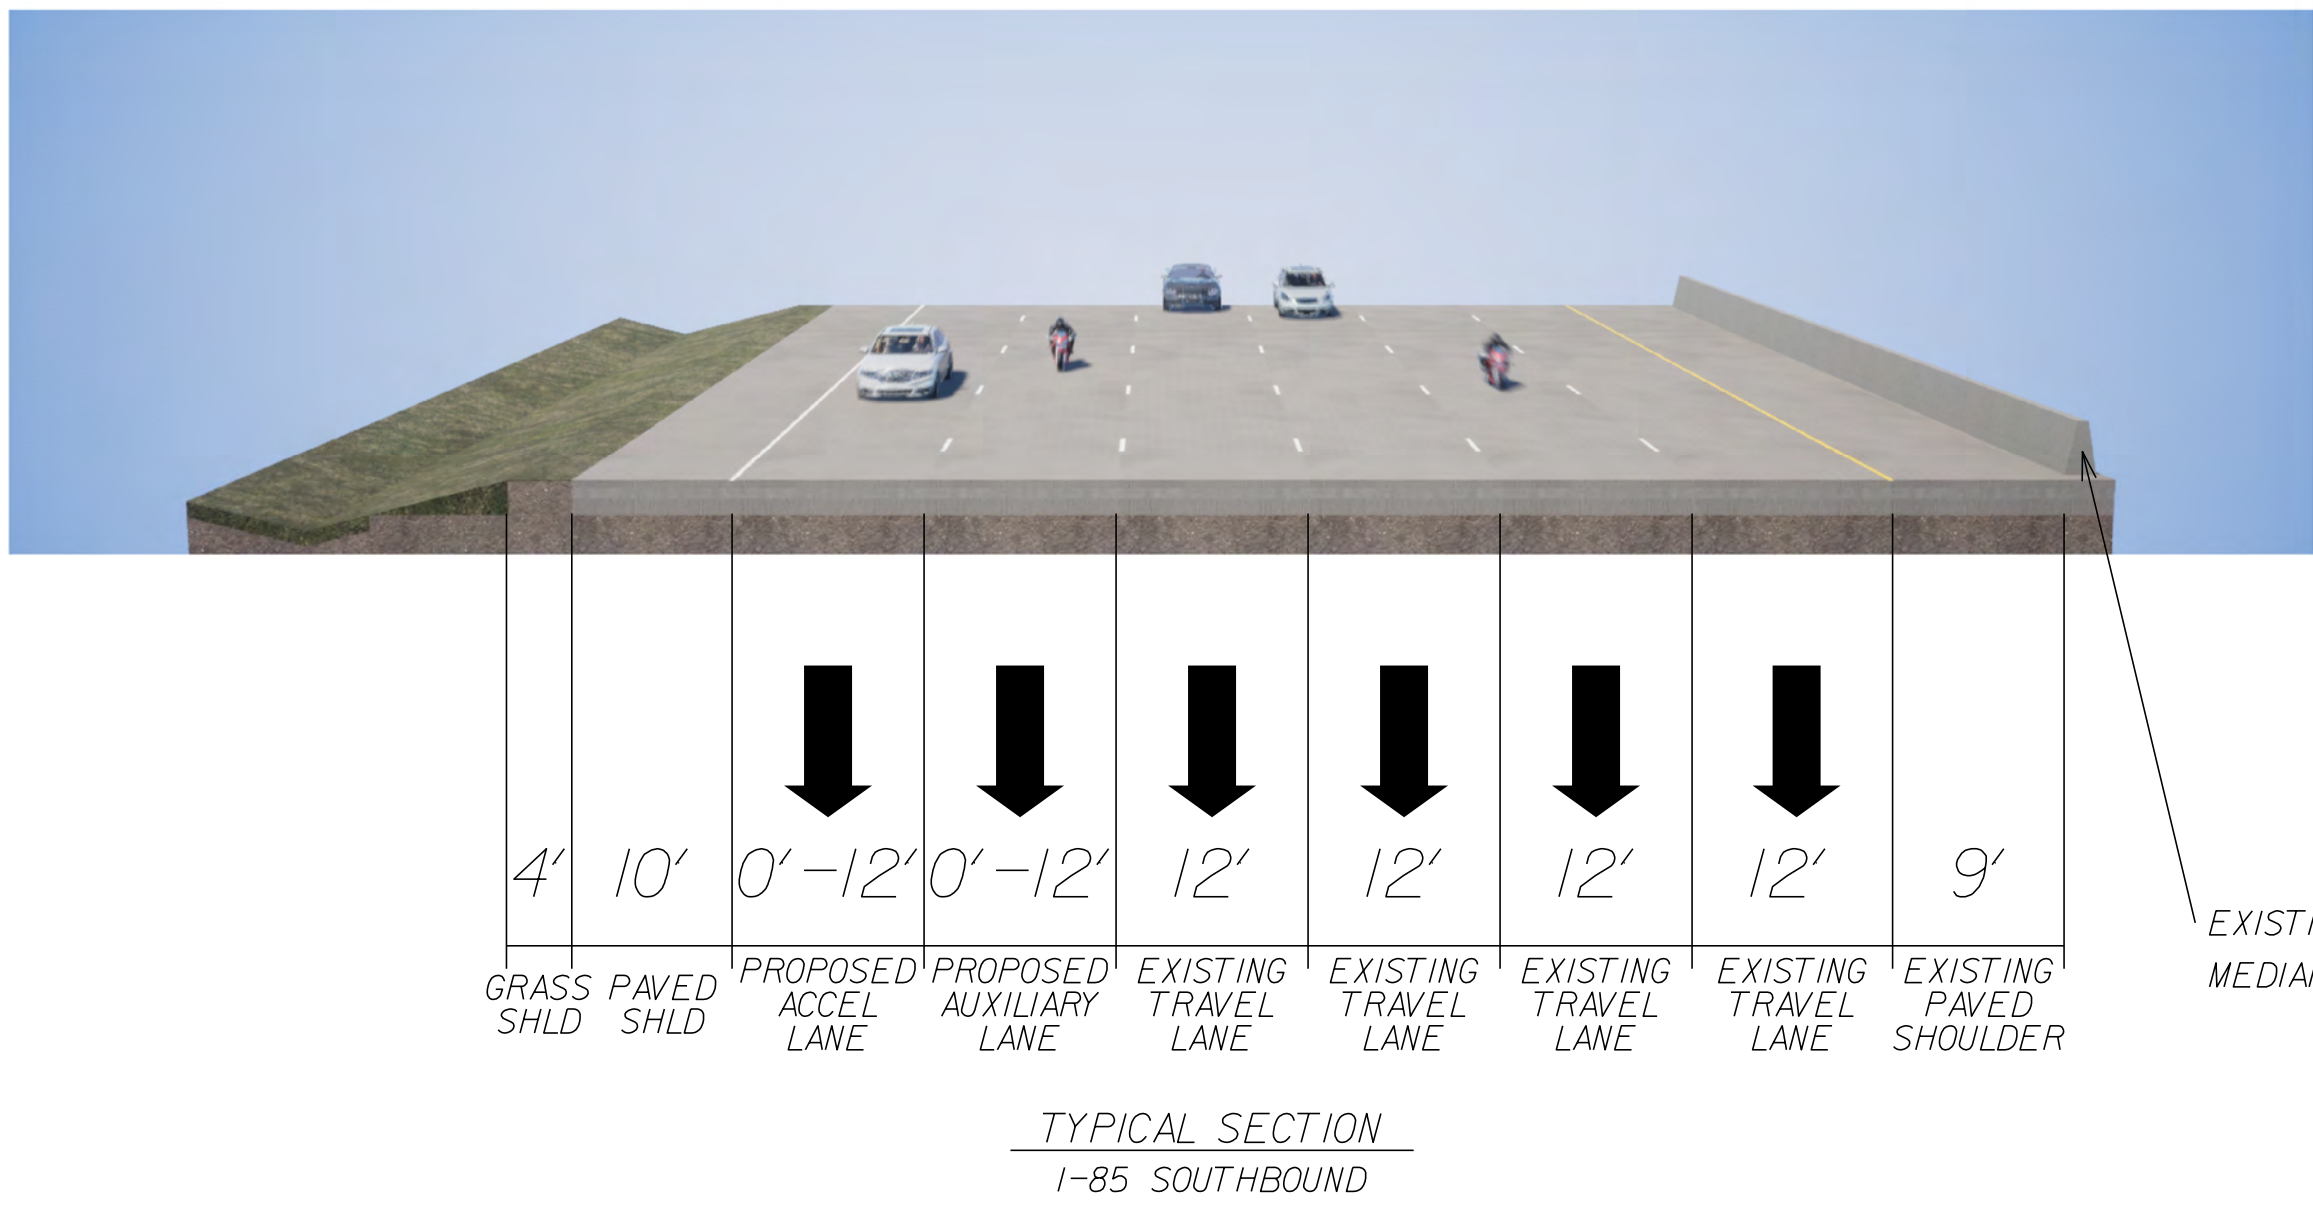 4' 10' 0'-12' 0'-12' 12' 12' 12' 12' 9'
GRASS
SHLD
PAVED
SHLD
PROPOSED
ACCEL
LANE
PROPOSED
AUXILIARY
LANE
EXISTING
TRAVEL
LANE
EXISTING
TRAVEL
LANE
EXISTING
TRAVEL
LANE
EXISTING
TRAVEL
LANE
EXISTING
PAVED
SHOULDER
TYPICAL SECTION
I-85 SOUTHBOUND